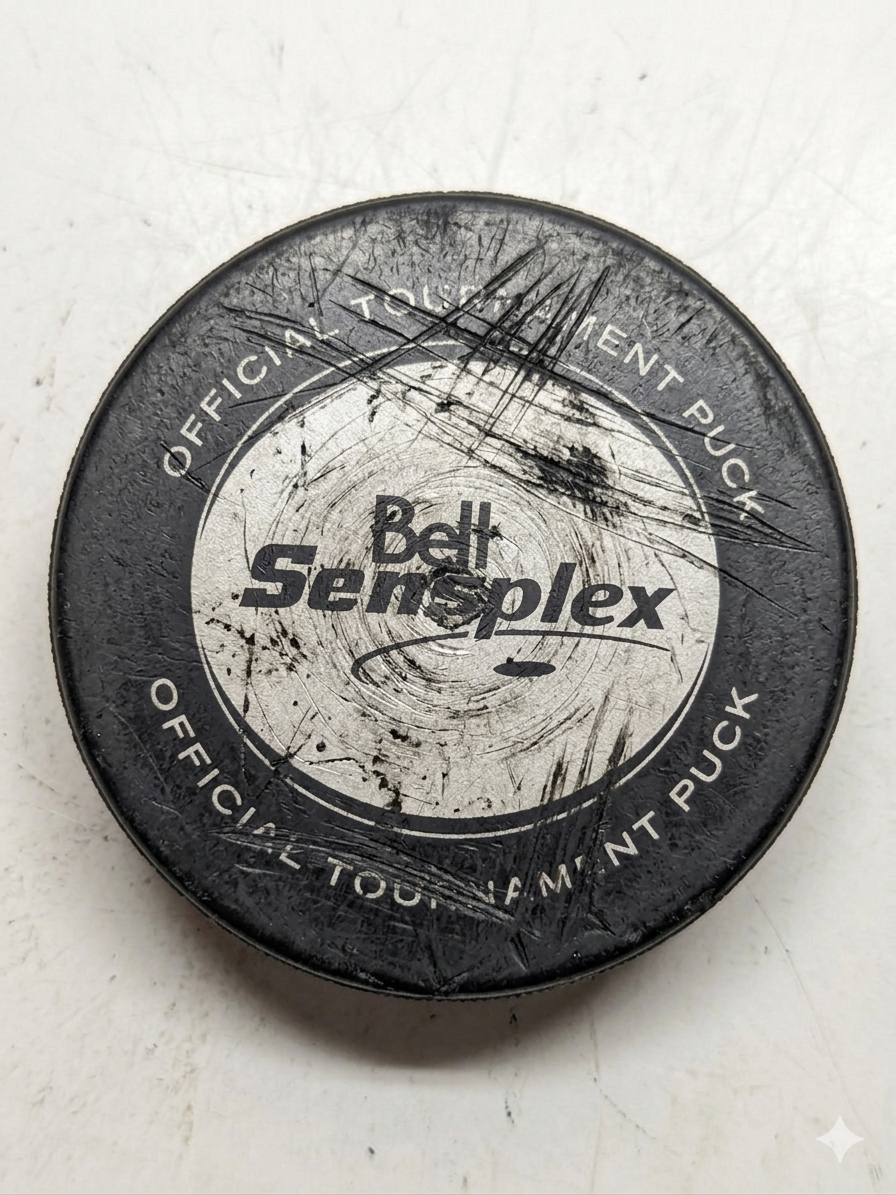 OFFICIAL TOURNAMENT PUCK
Bell
Sensplex
OFFICIAL TOURNAMENT PUCK